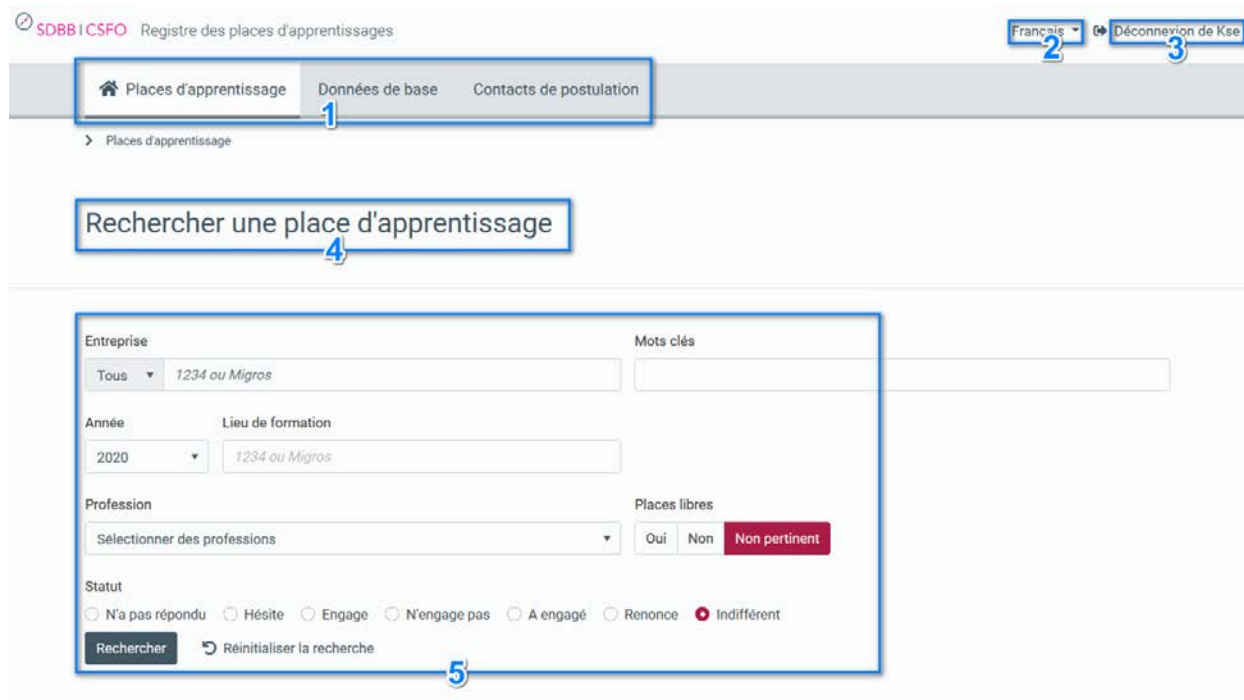 SDBB | CSFO Registre des places d'apprentissages
Français
2
Déconnexion de Kse
3
Places d'apprentissage Données de base Contacts de postulation
1
Places d'apprentissage
Rechercher une place d'apprentissage
4
Entreprise Mots clés
Tous 1234 ou Migros
Année Lieu de formation
2020 1234 ou Migros
Profession Places libres
Sélectionner des professions Oui Non Non pertinent
Statut
N'a pas répondu Hésite Engage N'engage pas A engagé Renonce Indifférent
Rechercher Réinitialiser la recherche
5